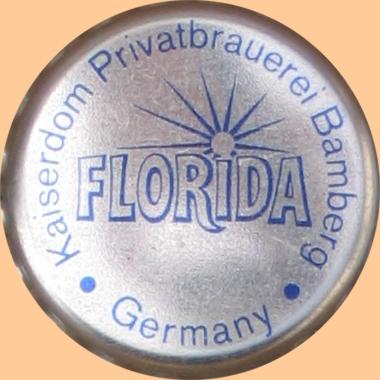 Kaiserdom Privatbrauerei Bamberg
FLORIDA
• Germany •